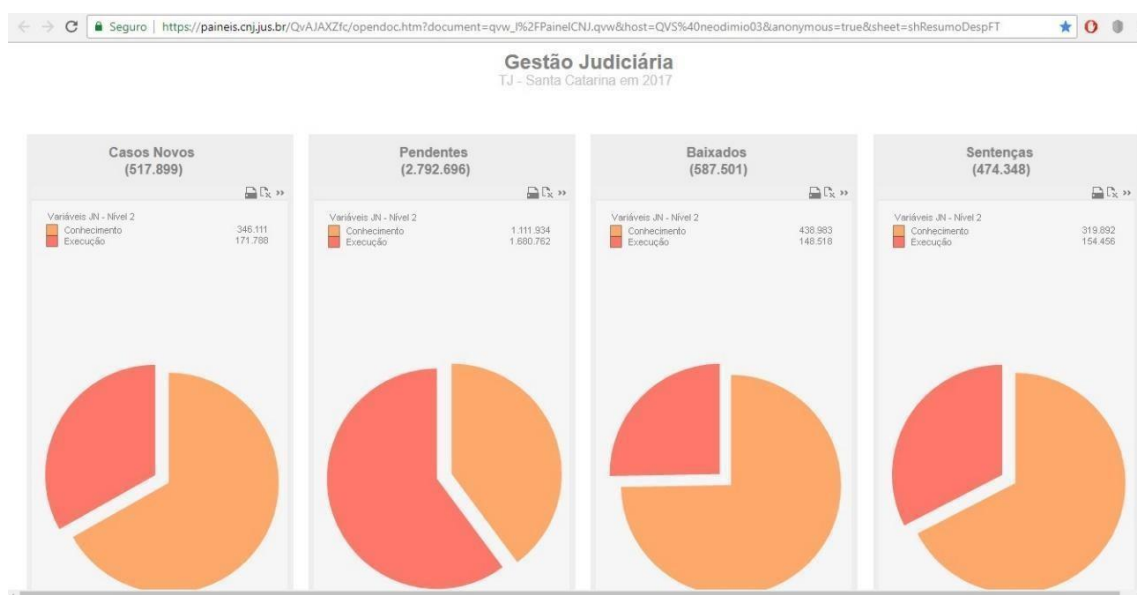 Seguro | https://paineis.cnj.jus.br/QvAJAXZfc/opendoc.htm?document=qvw_l%2FPainelCNJ.qvw&host=QVS%40neodimio03&anonymous=true&sheet=shResumoDespFT
Gestão Judiciária
TJ - Santa Catarina em 2017
Casos Novos
(517.899)
Variáveis JN - Nível 2
Conhecimento 346.111
Execução 171.788
Pendentes
(2.792.696)
Variáveis JN - Nível 2
Conhecimento 1.111.934
Execução 1.680.762
Baixados
(587.501)
Variáveis JN - Nível 2
Conhecimento 438.983
Execução 148.518
Sentenças
(474.348)
Variáveis JN - Nível 2
Conhecimento 319.892
Execução 154.456